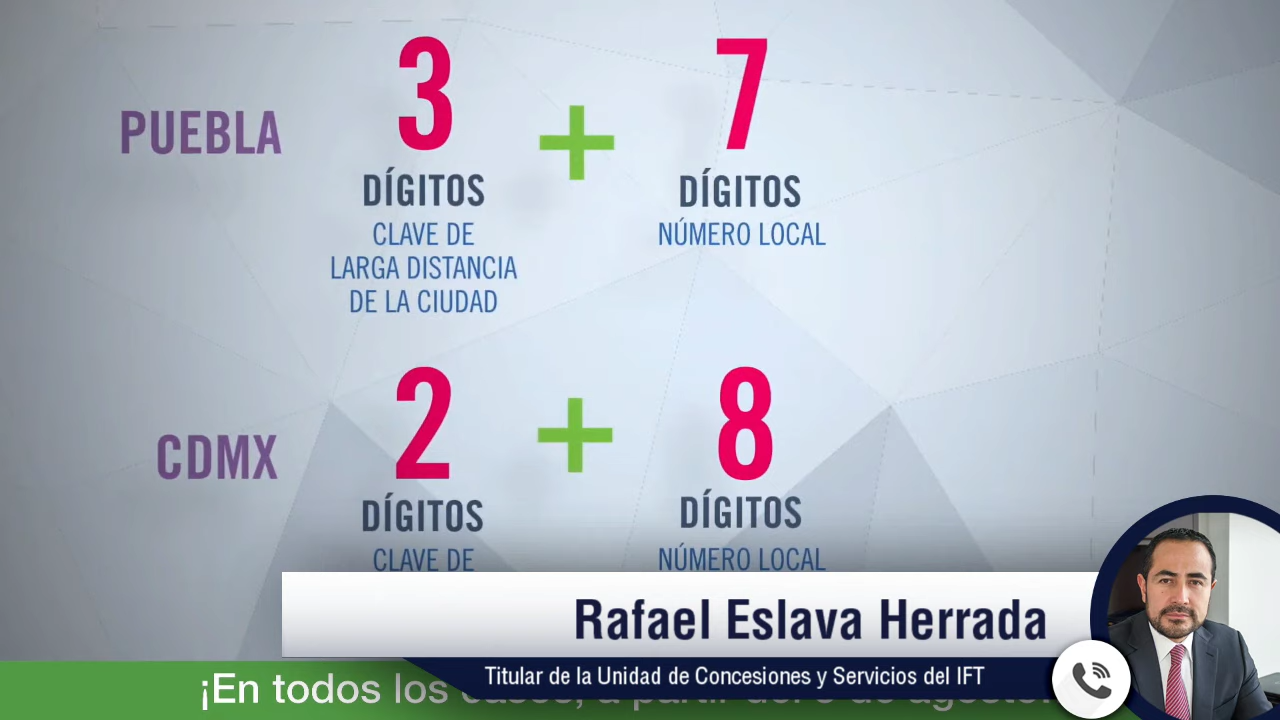 PUEBLA
3 + 7
DÍGITOS DÍGITOS
CLAVE DE NÚMERO LOCAL
LARGA DISTANCIA
DE LA CIUDAD
CDMX
2 + 8
DÍGITOS DÍGITOS
CLAVE DE NÚMERO LOCAL
Rafael Eslava Herrada
Titular de la Unidad de Concesiones y Servicios del IFT
¡En todos los